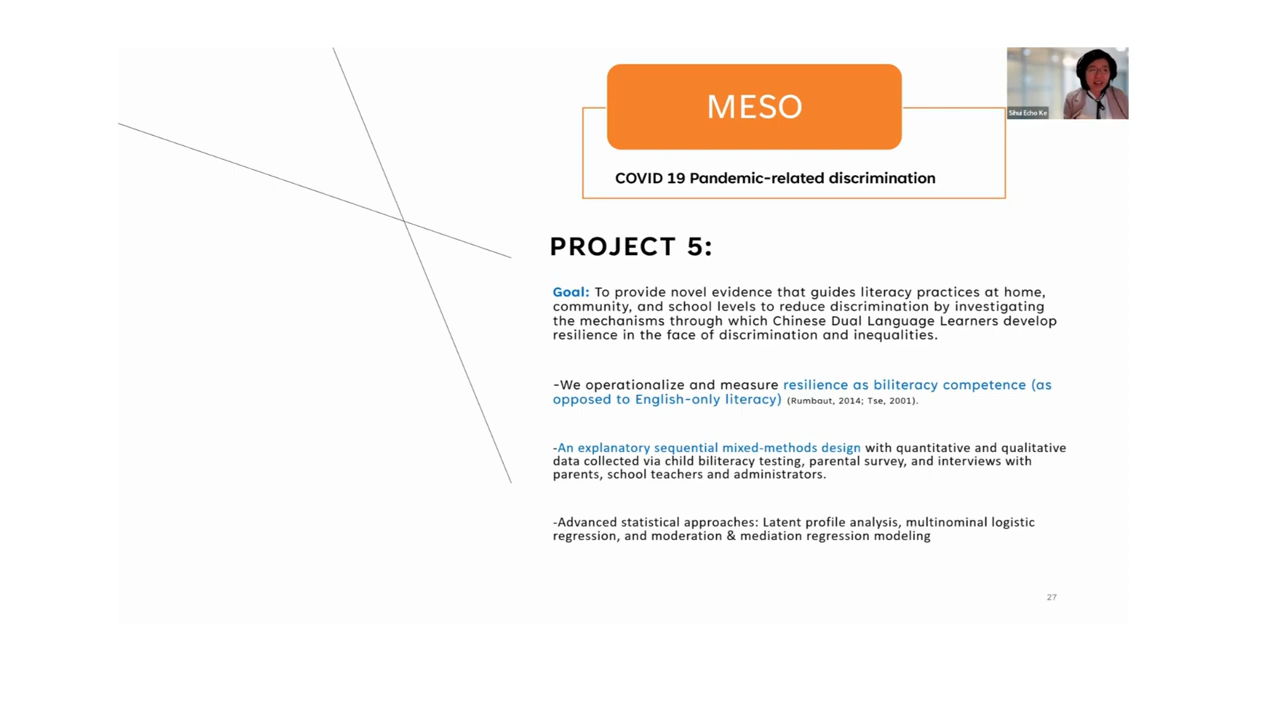 MESO
Sihui Echo Ke
COVID 19 Pandemic-related discrimination
PROJECT 5:
Goal: To provide novel evidence that guides literacy practices at home,
community, and school levels to reduce discrimination by investigating
the mechanisms through which Chinese Dual Language Learners develop
resilience in the face of discrimination and inequalities.
-We operationalize and measure resilience as biliteracy competence (as
opposed to English-only literacy) (Rumbaut, 2014; Tse, 2001).
-An explanatory sequential mixed-methods design with quantitative and qualitative
data collected via child biliteracy testing, parental survey, and interviews with
parents, school teachers and administrators.
-Advanced statistical approaches: Latent profile analysis, multinominal logistic
regression, and moderation & mediation regression modeling
27